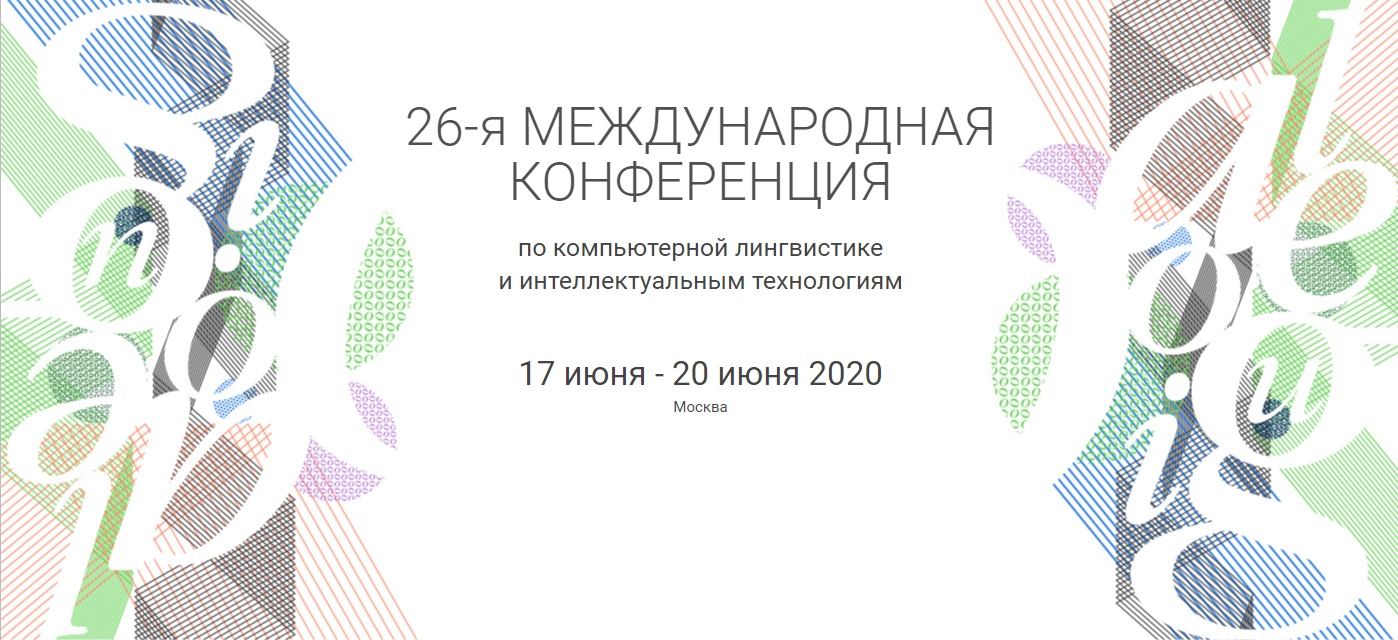 26-я МЕЖДУНАРОДНАЯ
КОНФЕРЕНЦИЯ
по компьютерной лингвистике
и интеллектуальным технологиям
17 июня - 20 июня 2020
Москва